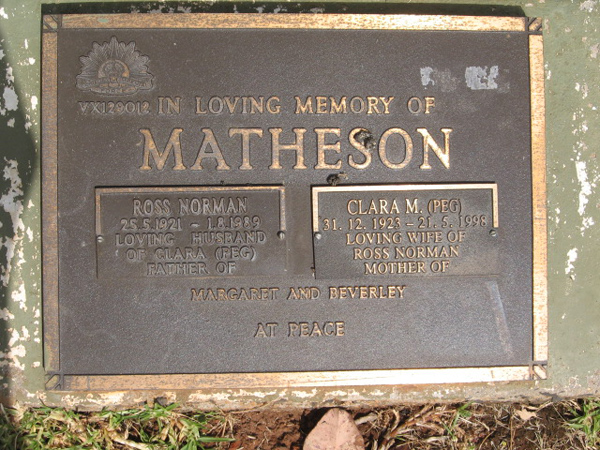 VX129012 IN LOVING MEMORY OF
MATHESON
ROSS NORMAN
25.5.1921 - 1.8.1989
LOVING HUSBAND
OF CLARA (PEG)
FATHER OF
CLARA M. (PEG)
31. 12. 1923 - 21. 5. 1998
LOVING WIFE OF
ROSS NORMAN
MOTHER OF
MARGARET AND BEVERLEY
AT PEACE